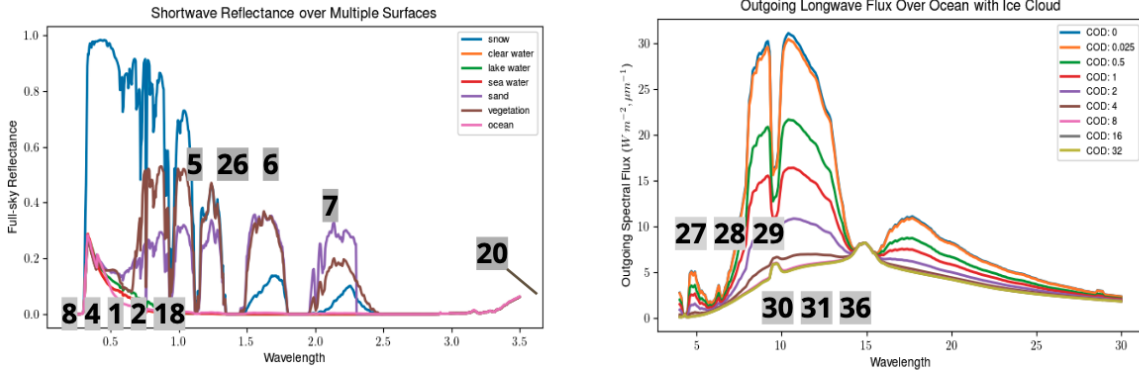 Shortwave Reflectance over Multiple Surfaces
1.0
0.8
0.6
0.4
0.2
0.0
Full-sky Reflectance
snow
clear water
lake water
sea water
sand
vegetation
ocean
5 26 6
7
20
8 4 1 2 18
0.5 1.0 1.5 2.0 2.5 3.0 3.5
Wavelength
Outgoing Longwave Flux Over Ocean with Ice Cloud
30
25
20
15
10
5
0
Outgoing Spectral Flux (W m⁻², μm⁻¹)
COD: 0
COD: 0.025
COD: 0.5
COD: 1
COD: 2
COD: 4
COD: 8
COD: 16
COD: 32
27 28 29
30 31 36
5 10 15 20 25 30
Wavelength